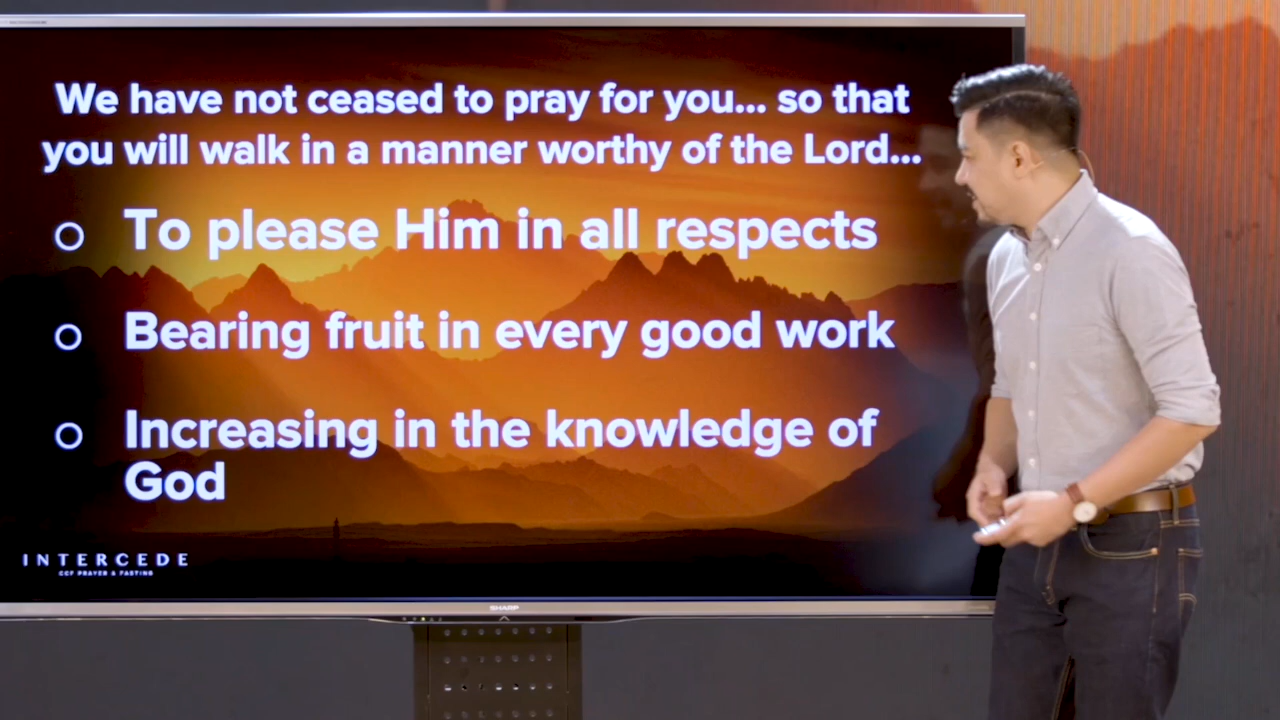 We have not ceased to pray for you... so that
you will walk in a manner worthy of the Lord...
To please Him in all respects
Bearing fruit in every good work
Increasing in the knowledge of
God
INTERCEDE
CCF PRAYER & FASTING
SHARP